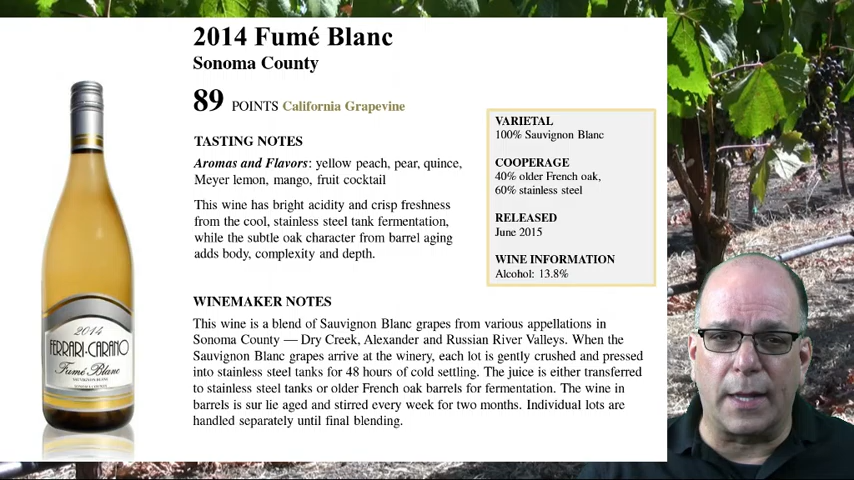 2014 Fumé Blanc
Sonoma County
89 POINTS California Grapevine
TASTING NOTES
Aromas and Flavors: yellow peach, pear, quince,
Meyer lemon, mango, fruit cocktail
This wine has bright acidity and crisp freshness
from the cool, stainless steel tank fermentation,
while the subtle oak character from barrel aging
adds body, complexity and depth.
VARIETAL
100% Sauvignon Blanc
COOPERAGE
40% older French oak,
60% stainless steel
RELEASED
June 2015
WINE INFORMATION
Alcohol: 13.8%
WINEMAKER NOTES
This wine is a blend of Sauvignon Blanc grapes from various appellations in
Sonoma County — Dry Creek, Alexander and Russian River Valleys. When the
Sauvignon Blanc grapes arrive at the winery, each lot is gently crushed and pressed
into stainless steel tanks for 48 hours of cold settling. The juice is either transferred
to stainless steel tanks or older French oak barrels for fermentation. The wine in
barrels is sur lie aged and stirred every week for two months. Individual lots are
handled separately until final blending.
2014
FERRARI-CARANO
Fumé Blanc
SAUVIGNON BLANC